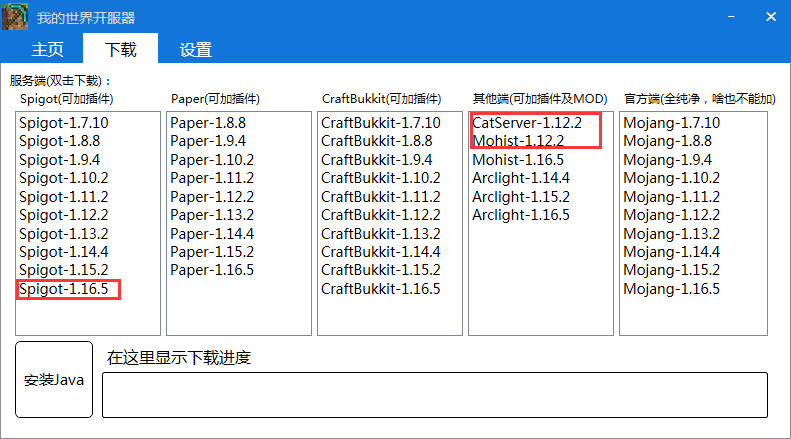 我的世界开服器
主页 下载 设置
服务端(双击下载)：
Spigot(可加插件)
Spigot-1.7.10
Spigot-1.8.8
Spigot-1.9.4
Spigot-1.10.2
Spigot-1.11.2
Spigot-1.12.2
Spigot-1.13.2
Spigot-1.14.4
Spigot-1.15.2
Spigot-1.16.5
Paper(可加插件)
Paper-1.8.8
Paper-1.9.4
Paper-1.10.2
Paper-1.11.2
Paper-1.12.2
Paper-1.13.2
Paper-1.14.4
Paper-1.15.2
Paper-1.16.5
CraftBukkit(可加插件)
CraftBukkit-1.7.10
CraftBukkit-1.8.8
CraftBukkit-1.9.4
CraftBukkit-1.10.2
CraftBukkit-1.11.2
CraftBukkit-1.12.2
CraftBukkit-1.13.2
CraftBukkit-1.14.4
CraftBukkit-1.15.2
CraftBukkit-1.16.5
其他端(可加插件及MOD)
CatServer-1.12.2
Mohist-1.12.2
Mohist-1.16.5
Arclight-1.14.4
Arclight-1.15.2
Arclight-1.16.5
官方端(全纯净，啥也不能加)
Mojang-1.7.10
Mojang-1.8.8
Mojang-1.9.4
Mojang-1.10.2
Mojang-1.11.2
Mojang-1.12.2
Mojang-1.13.2
Mojang-1.14.4
Mojang-1.15.2
Mojang-1.16.5
安装Java
在这里显示下载进度